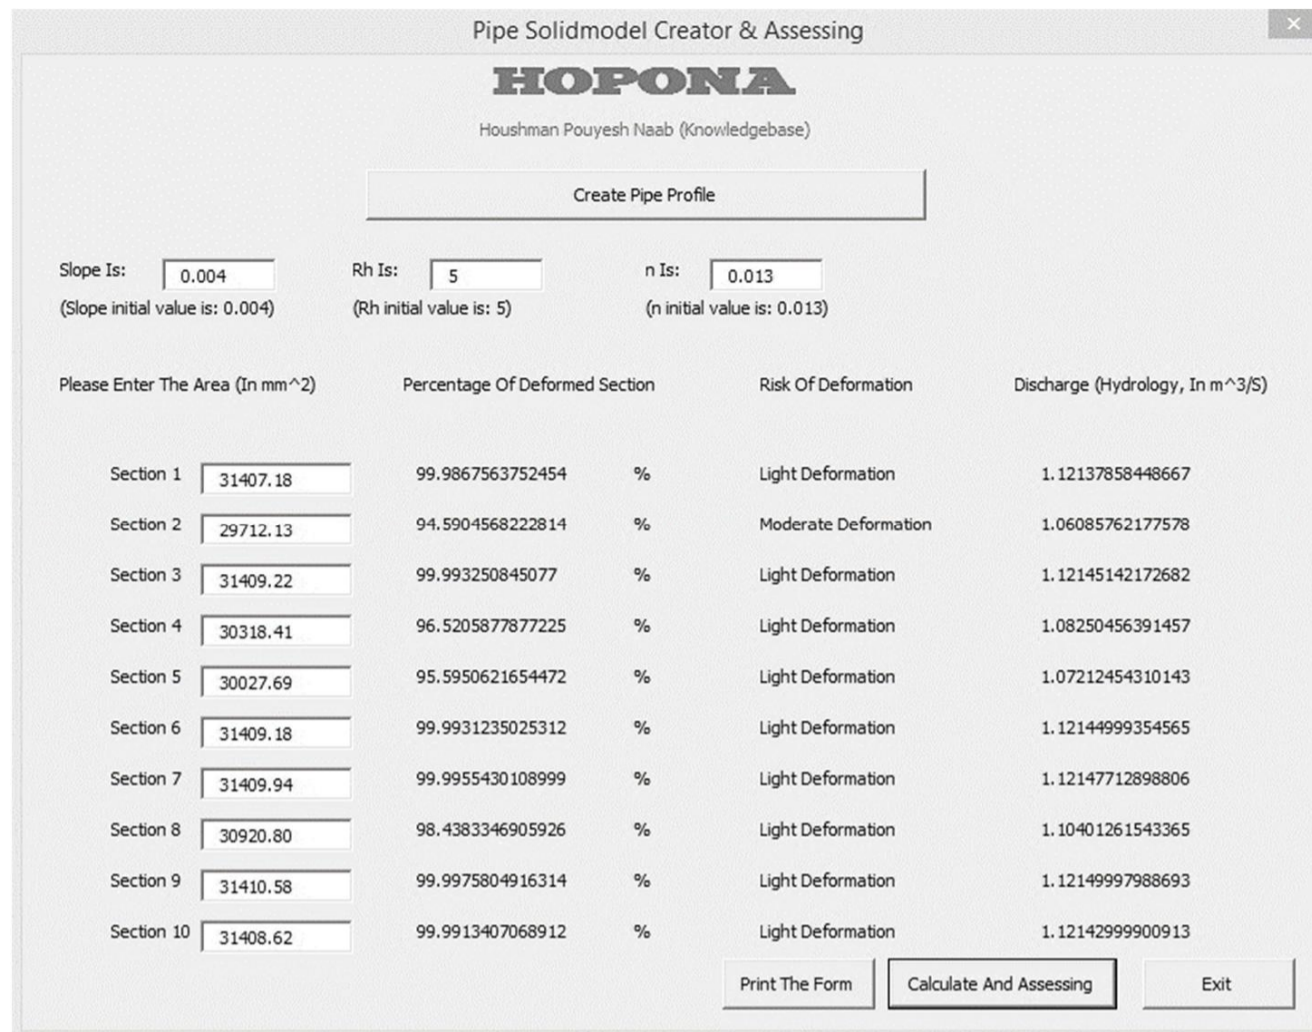 Pipe Solidmodel Creator & Assessing
HOPONA
Houshman Pouyesh Naab (Knowledgebase)
Create Pipe Profile
Slope Is: 0.004 Rh Is: 5 n Is: 0.013
(Slope initial value is: 0.004) (Rh initial value is: 5) (n initial value is: 0.013)
Please Enter The Area (In mm^2) Percentage Of Deformed Section Risk Of Deformation Discharge (Hydrology, In m^3/S)
Section 1 31407.18 99.9867563752454 % Light Deformation 1.12137858448667
Section 2 29712.13 94.5904568222814 % Moderate Deformation 1.06085762177578
Section 3 31409.22 99.993250845077 % Light Deformation 1.12145142172682
Section 4 30318.41 96.5205877877225 % Light Deformation 1.08250456391457
Section 5 30027.69 95.5950621654472 % Light Deformation 1.07212454310143
Section 6 31409.18 99.9931235025312 % Light Deformation 1.12144999354565
Section 7 31409.94 99.9955430108999 % Light Deformation 1.12147712898806
Section 8 30920.80 98.4383346905926 % Light Deformation 1.10401261543365
Section 9 31410.58 99.9975804916314 % Light Deformation 1.12149997988693
Section 10 31408.62 99.9913407068912 % Light Deformation 1.12142999900913
Print The Form Calculate And Assessing Exit